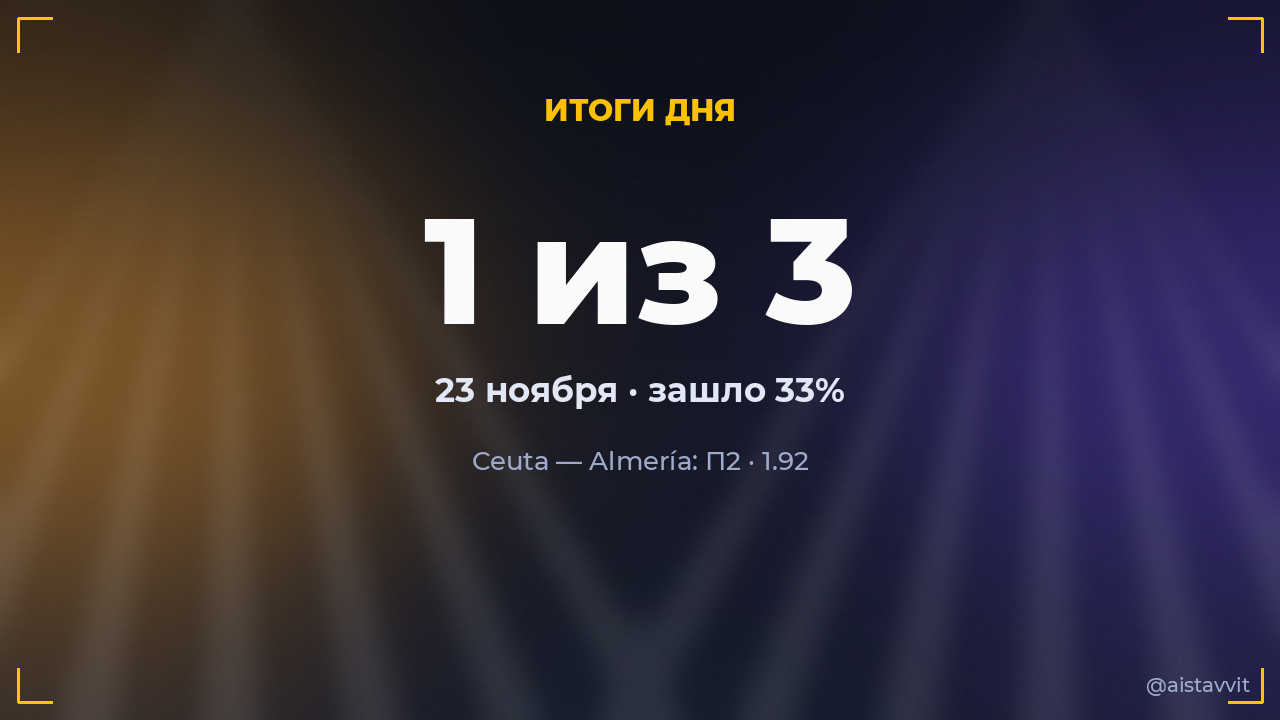 ИТОГИ ДНЯ
1 из 3
23 ноября · зашло 33%
Ceuta — Almería: П2 · 1.92
@aistavvit